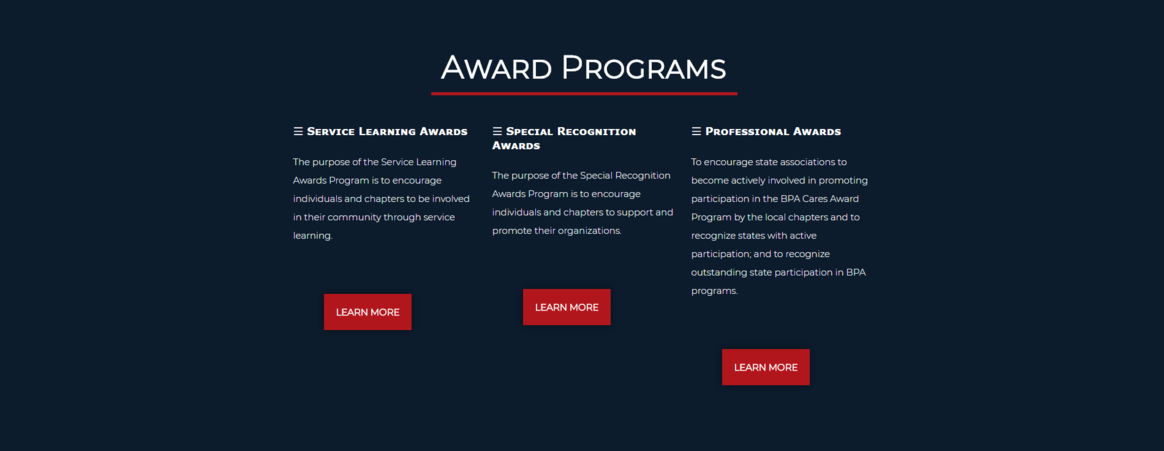 Award Programs
☰ Service Learning Awards
The purpose of the Service Learning
Awards Program is to encourage
individuals and chapters to be involved
in their community through service
learning.
LEARN MORE
☰ Special Recognition
Awards
The purpose of the Special Recognition
Awards Program is to encourage
individuals and chapters to support and
promote their organizations.
LEARN MORE
☰ Professional Awards
To encourage state associations to
become actively involved in promoting
participation in the BPA Cares Award
Program by the local chapters and to
recognize states with active
participation; and to recognize
outstanding state participation in BPA
programs.
LEARN MORE